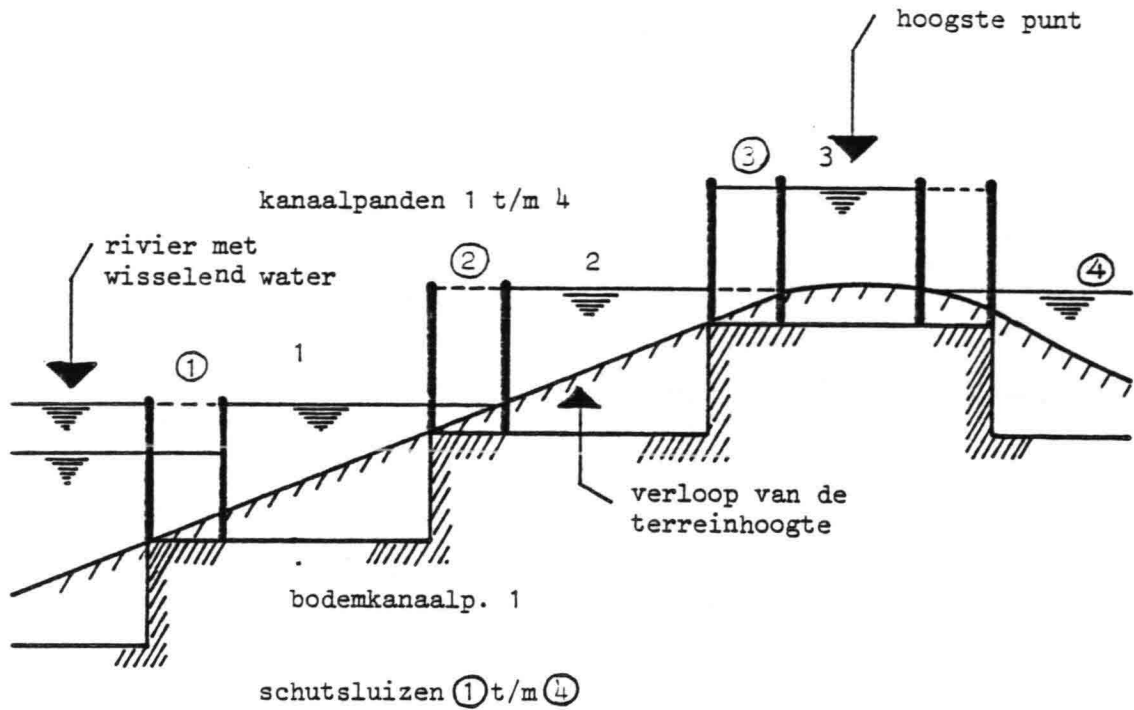 hoogste punt
③ 3
kanaalpanden 1 t/m 4
rivier met
wisselend water
② 2
④
① 1
verloop van de
terreinhoogte
bodemkanaalp. 1
schutsluizen ① t/m ④